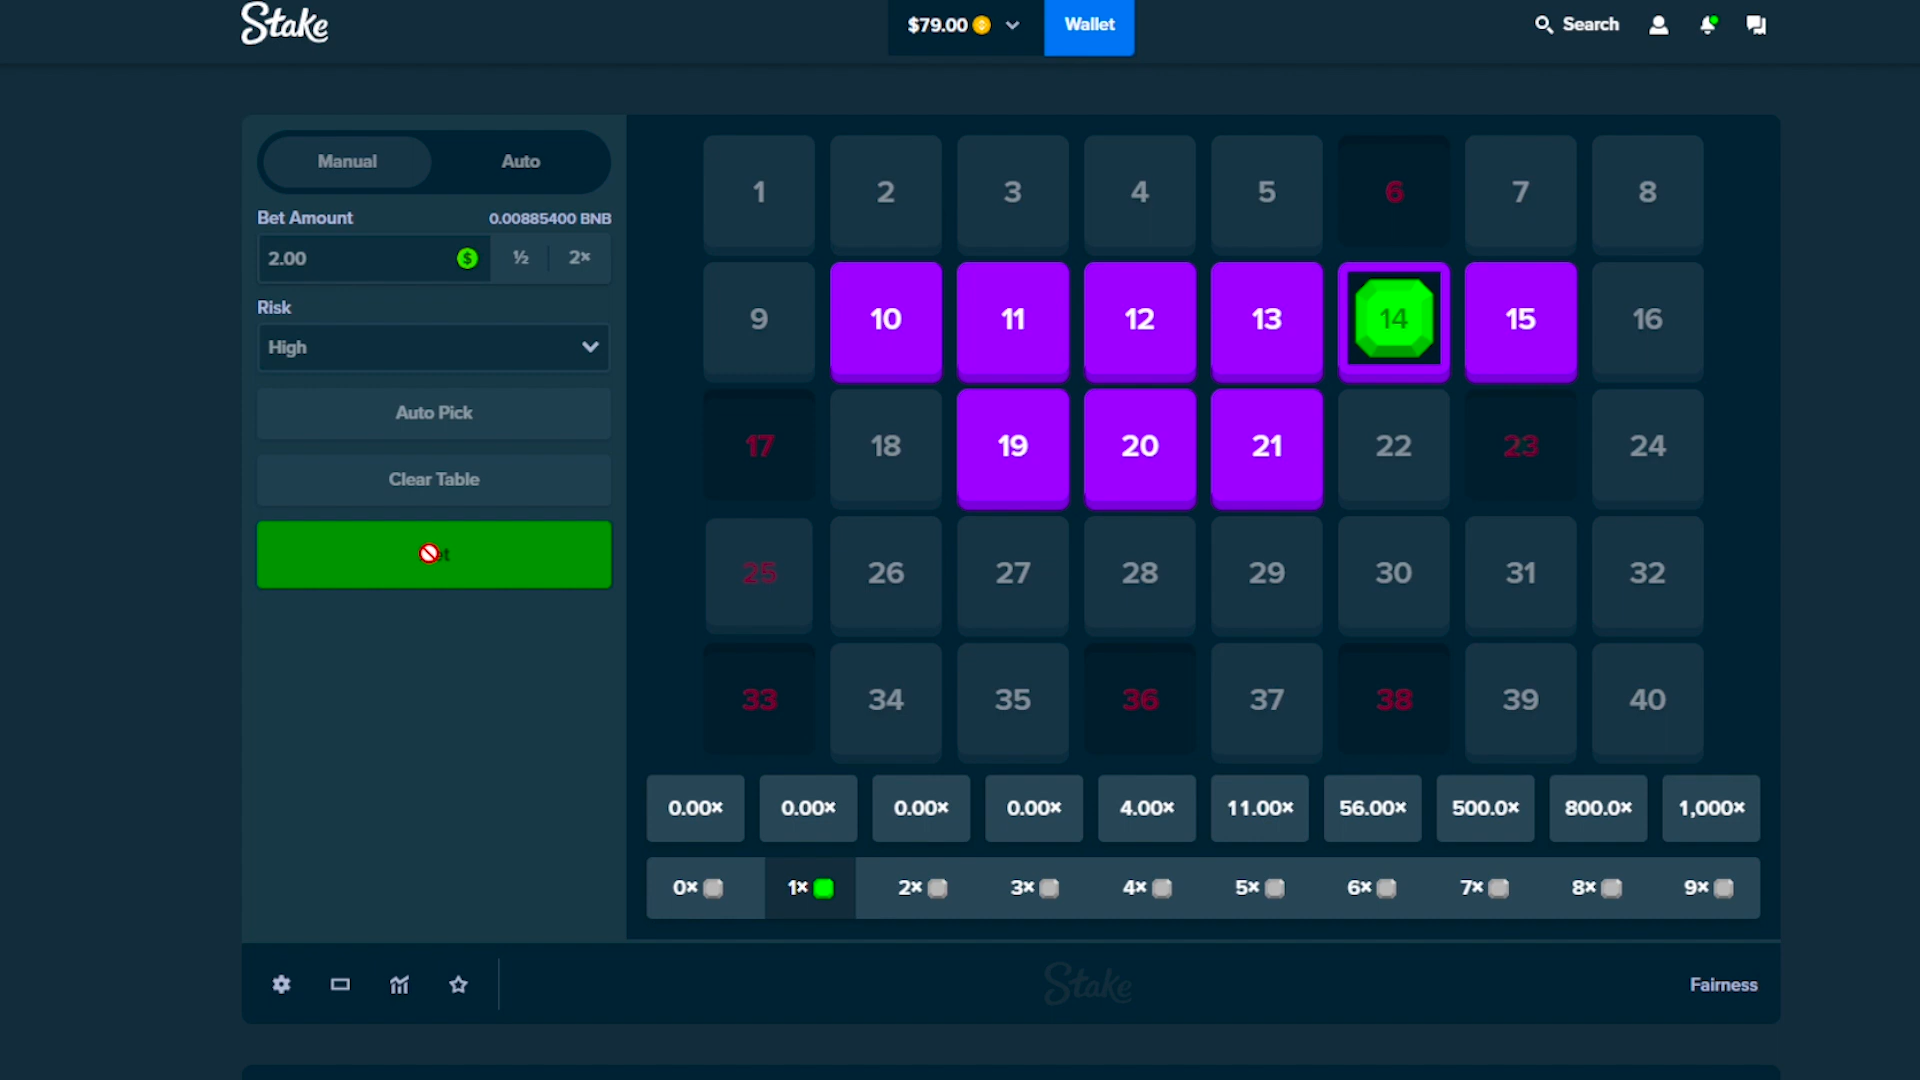 Stake
$79.00
Wallet
Search
Manual
Auto
Bet Amount
0.00885400 BNB
2.00
$
½
2×
Risk
High
Auto Pick
Clear Table
1 2 3 4 5 6 7 8
9 10 11 12 13 14 15 16
17 18 19 20 21 22 23 24
25 26 27 28 29 30 31 32
33 34 35 36 37 38 39 40
0.00× 0.00× 0.00× 0.00× 4.00× 11.00× 56.00× 500.0× 800.0× 1,000×
0× 1× 2× 3× 4× 5× 6× 7× 8× 9×
Stake
Fairness